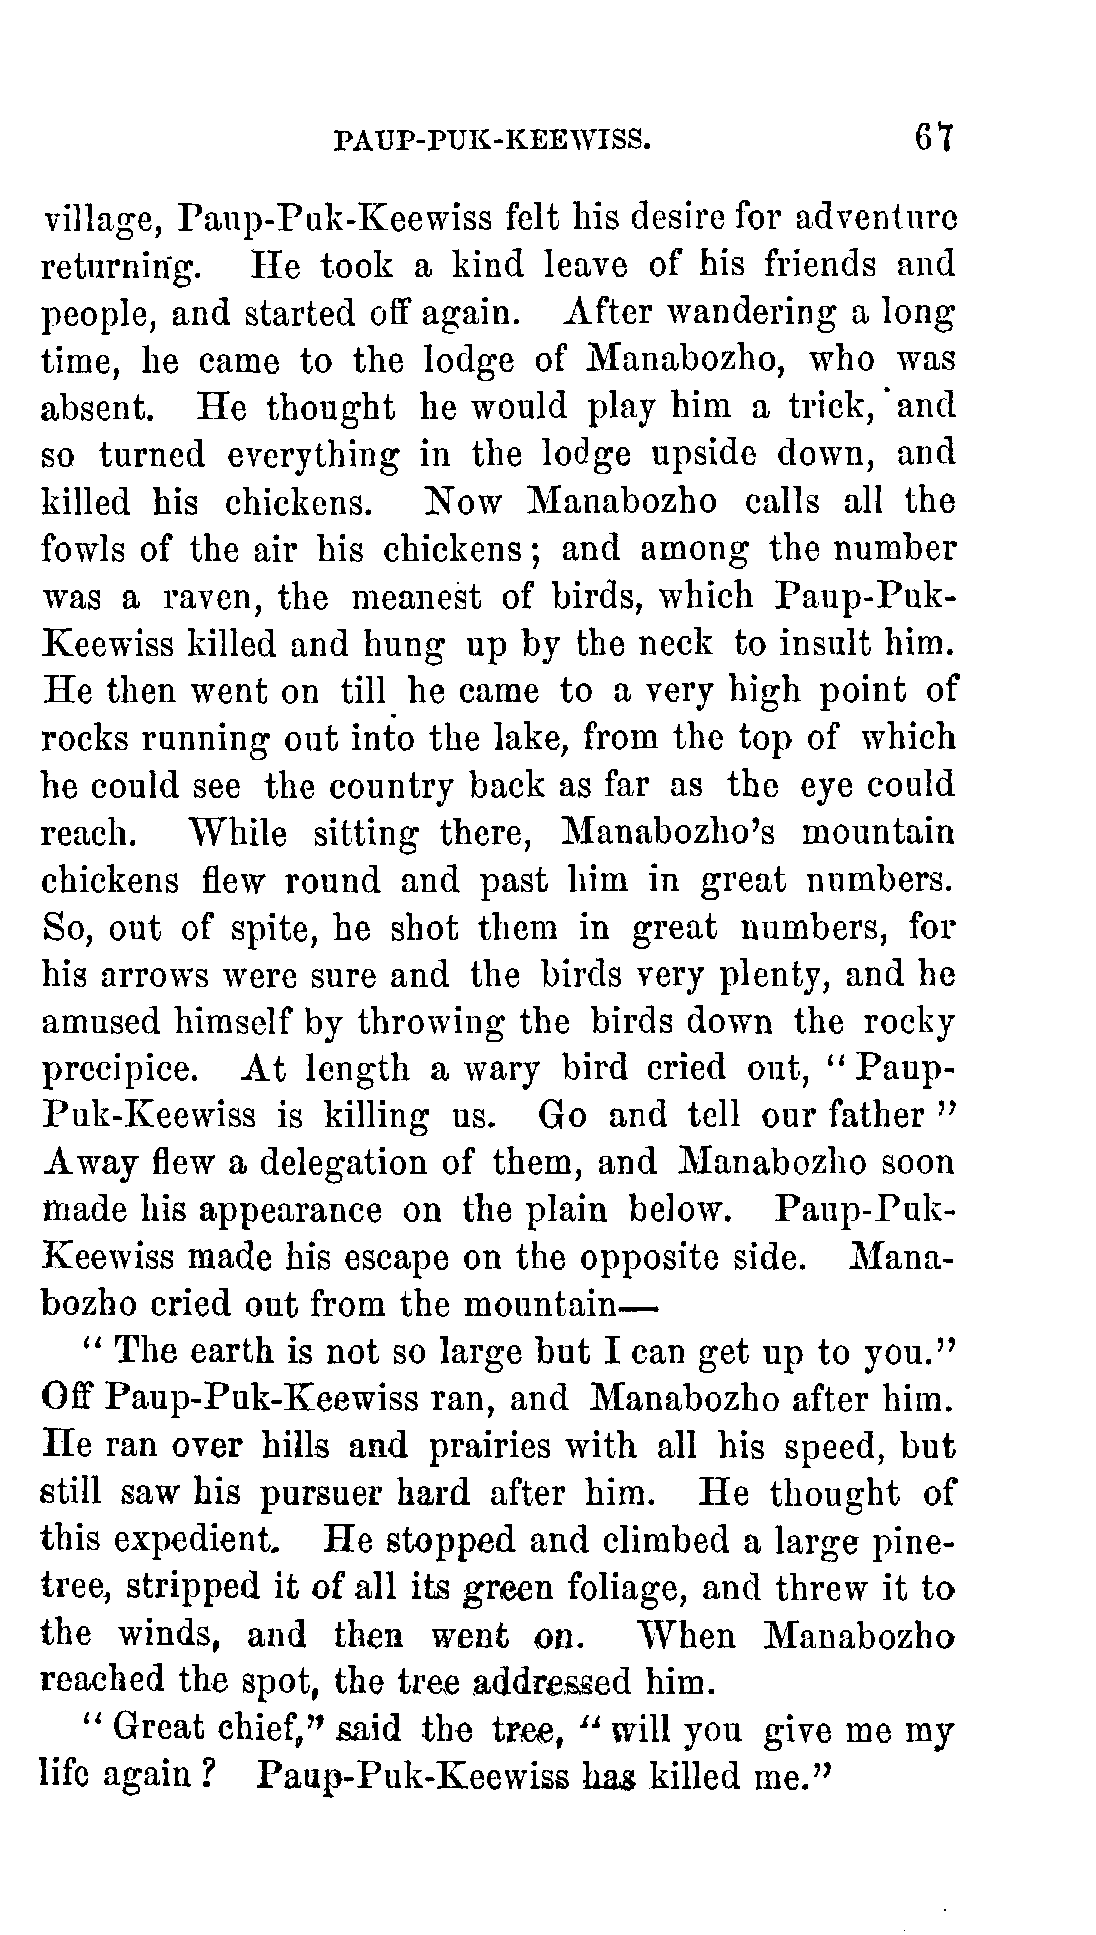 PAUP-PUK-KEEWISS. 67
village, Paup-Puk-Keewiss felt his desire for adventure
returning. He took a kind leave of his friends and
people, and started off again. After wandering a long
time, he came to the lodge of Manabozho, who was
absent. He thought he would play him a trick, and
so turned everything in the lodge upside down, and
killed his chickens. Now Manabozho calls all the
fowls of the air his chickens; and among the number
was a raven, the meanest of birds, which Paup-Puk-
Keewiss killed and hung up by the neck to insult him.
He then went on till he came to a very high point of
rocks running out into the lake, from the top of which
he could see the country back as far as the eye could
reach. While sitting there, Manabozho's mountain
chickens flew round and past him in great numbers.
So, out of spite, he shot them in great numbers, for
his arrows were sure and the birds very plenty, and he
amused himself by throwing the birds down the rocky
precipice. At length a wary bird cried out, "Paup-
Puk-Keewiss is killing us. Go and tell our father"
Away flew a delegation of them, and Manabozho soon
made his appearance on the plain below. Paup-Puk-
Keewiss made his escape on the opposite side. Mana-
bozho cried out from the mountain—
"The earth is not so large but I can get up to you."
Off Paup-Puk-Keewiss ran, and Manabozho after him.
He ran over hills and prairies with all his speed, but
still saw his pursuer hard after him. He thought of
this expedient. He stopped and climbed a large pine-
tree, stripped it of all its green foliage, and threw it to
the winds, and then went on. When Manabozho
reached the spot, the tree addressed him.
"Great chief," said the tree, "will you give me my
life again? Paup-Puk-Keewiss has killed me."